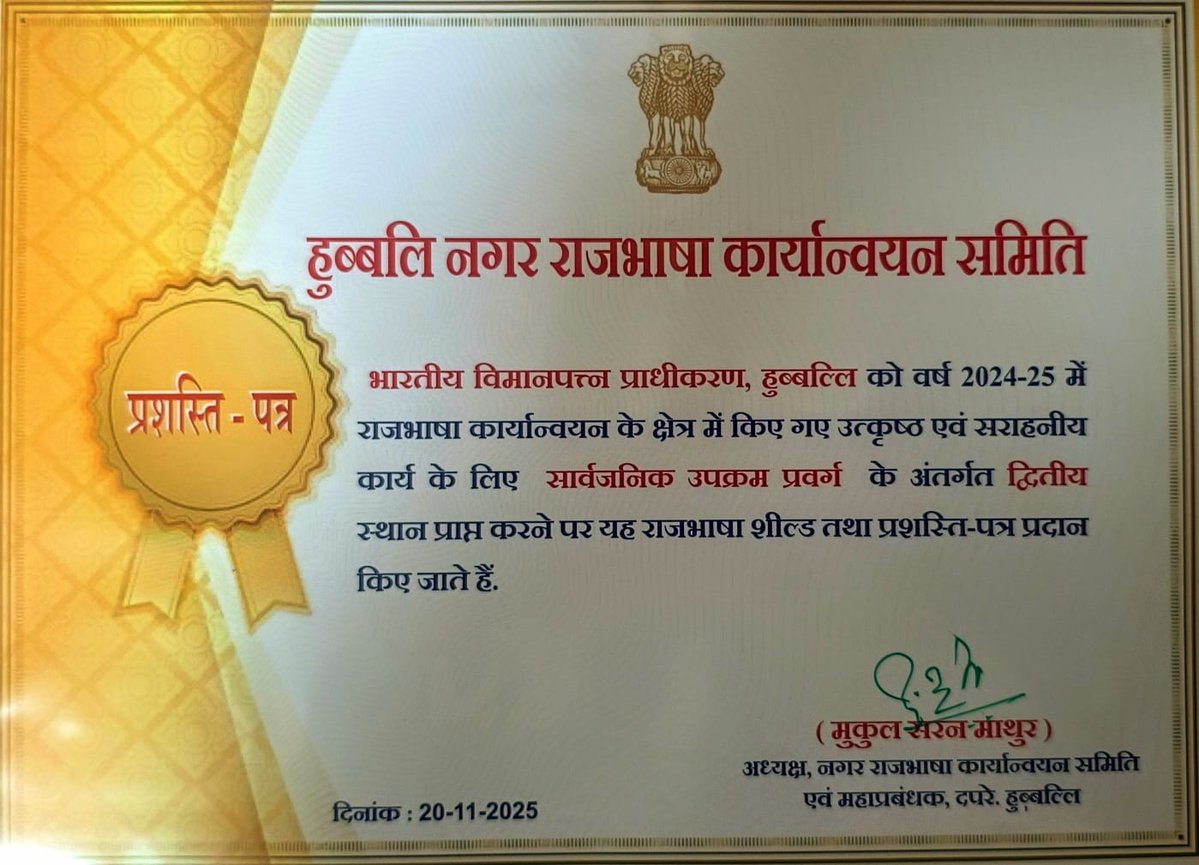 हुब्बलि नगर राजभाषा कार्यान्वयन समिति
प्रशस्ति - पत्र
भारतीय विमानपत्त्न प्राधीकरण, हुब्बल्लि को वर्ष 2024-25 में
राजभाषा कार्यान्वयन के क्षेत्र में किए गए उत्कृष्ठ एवं सराहनीय
कार्य के लिए सार्वजनिक उपक्रम प्रवर्ग के अंतर्गत द्वितीय
स्थान प्राप्त करने पर यह राजभाषा शील्ड तथा प्रशस्ति-पत्र प्रदान
किए जाते हैं.
( मुकुल सरन माथुर )
अध्यक्ष, नगर राजभाषा कार्यान्वयन समिति
एवं महाप्रबंधक, दपरे. हुब्बल्लि
दिनांक : 20-11-2025